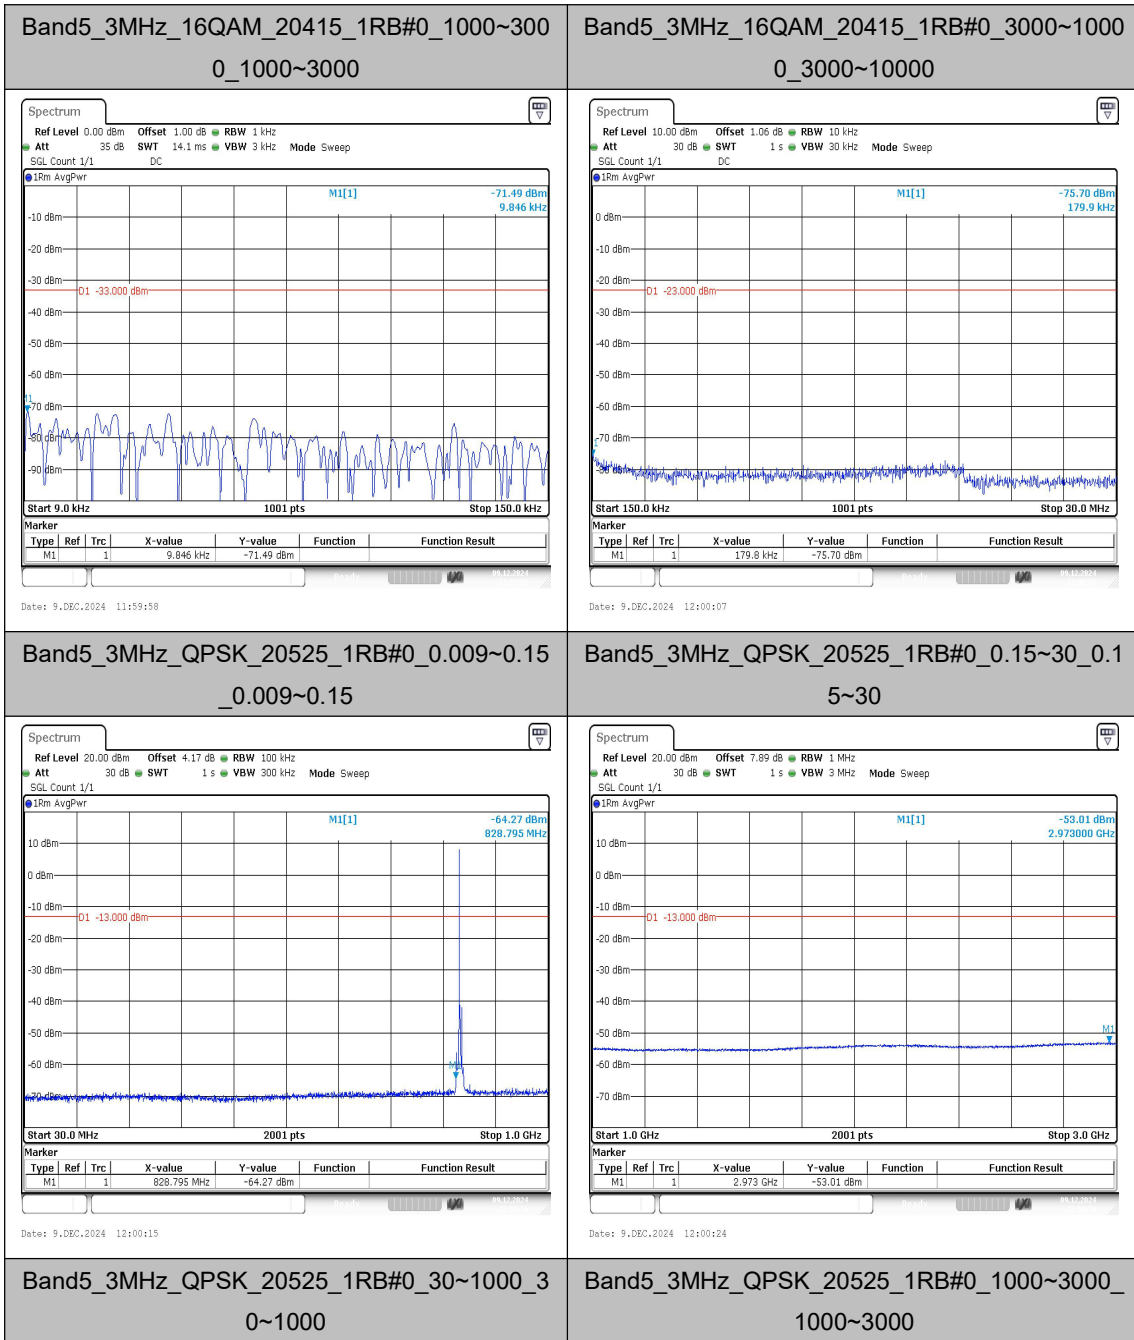 Band5_3MHz_16QAM_20415_1RB#0_1000~300
0_1000~3000
Band5_3MHz_16QAM_20415_1RB#0_3000~1000
0_3000~10000
Spectrum
Ref Level 0.00 dBm Offset 1.00 dB RBW 1 kHz
Att 35 dB SWT 14.1 ms VBW 3 kHz Mode Sweep
SGL Count 1/1 DC
1Rm AvgPwr
M1[1] -71.49 dBm
9.846 kHz
-10 dBm
-20 dBm
-30 dBm
D1 -33.000 dBm
-40 dBm
-50 dBm
-60 dBm
M1
-70 dBm
-80 dBm
-90 dBm
Start 9.0 kHz 1001 pts Stop 150.0 kHz
Marker
Type Ref Trc X-value Y-value Function Function Result
M1 1 9.846 kHz -71.49 dBm
09.12.2024
Date: 9.DEC.2024 11:59:58
Spectrum
Ref Level 10.00 dBm Offset 1.06 dB RBW 10 kHz
Att 30 dB SWT 1 s VBW 30 kHz Mode Sweep
SGL Count 1/1 DC
1Rm AvgPwr
M1[1] -75.70 dBm
179.9 kHz
0 dBm
-10 dBm
-20 dBm
D1 -23.000 dBm
-30 dBm
-40 dBm
-50 dBm
-60 dBm
-70 dBm
-80 dBm
-90 dBm
Start 150.0 kHz 1001 pts Stop 30.0 MHz
Marker
Type Ref Trc X-value Y-value Function Function Result
M1 1 179.8 kHz -75.70 dBm
09.12.2024
Date: 9.DEC.2024 12:00:07
Band5_3MHz_QPSK_20525_1RB#0_0.009~0.15
_0.009~0.15
Band5_3MHz_QPSK_20525_1RB#0_0.15~30_0.1
5~30
Spectrum
Ref Level 20.00 dBm Offset 4.17 dB RBW 100 kHz
Att 30 dB SWT 1 s VBW 300 kHz Mode Sweep
SGL Count 1/1
1Rm AvgPwr
M1[1] -64.27 dBm
828.795 MHz
10 dBm
0 dBm
-10 dBm
D1 -13.000 dBm
-20 dBm
-30 dBm
-40 dBm
-50 dBm
-60 dBm
-70 dBm
Start 30.0 MHz 2001 pts Stop 1.0 GHz
Marker
Type Ref Trc X-value Y-value Function Function Result
M1 1 828.795 MHz -64.27 dBm
09.12.2024
Date: 9.DEC.2024 12:00:15
Spectrum
Ref Level 20.00 dBm Offset 7.89 dB RBW 1 MHz
Att 30 dB SWT 1 s VBW 3 MHz Mode Sweep
SGL Count 1/1
1Rm AvgPwr
M1[1] -53.01 dBm
2.973000 GHz
10 dBm
0 dBm
-10 dBm
D1 -13.000 dBm
-20 dBm
-30 dBm
-40 dBm
-50 dBm
M1
-60 dBm
-70 dBm
Start 1.0 GHz 2001 pts Stop 3.0 GHz
Marker
Type Ref Trc X-value Y-value Function Function Result
M1 1 2.973 GHz -53.01 dBm
09.12.2024
Date: 9.DEC.2024 12:00:24
Band5_3MHz_QPSK_20525_1RB#0_30~1000_3
0~1000
Band5_3MHz_QPSK_20525_1RB#0_1000~3000_
1000~3000